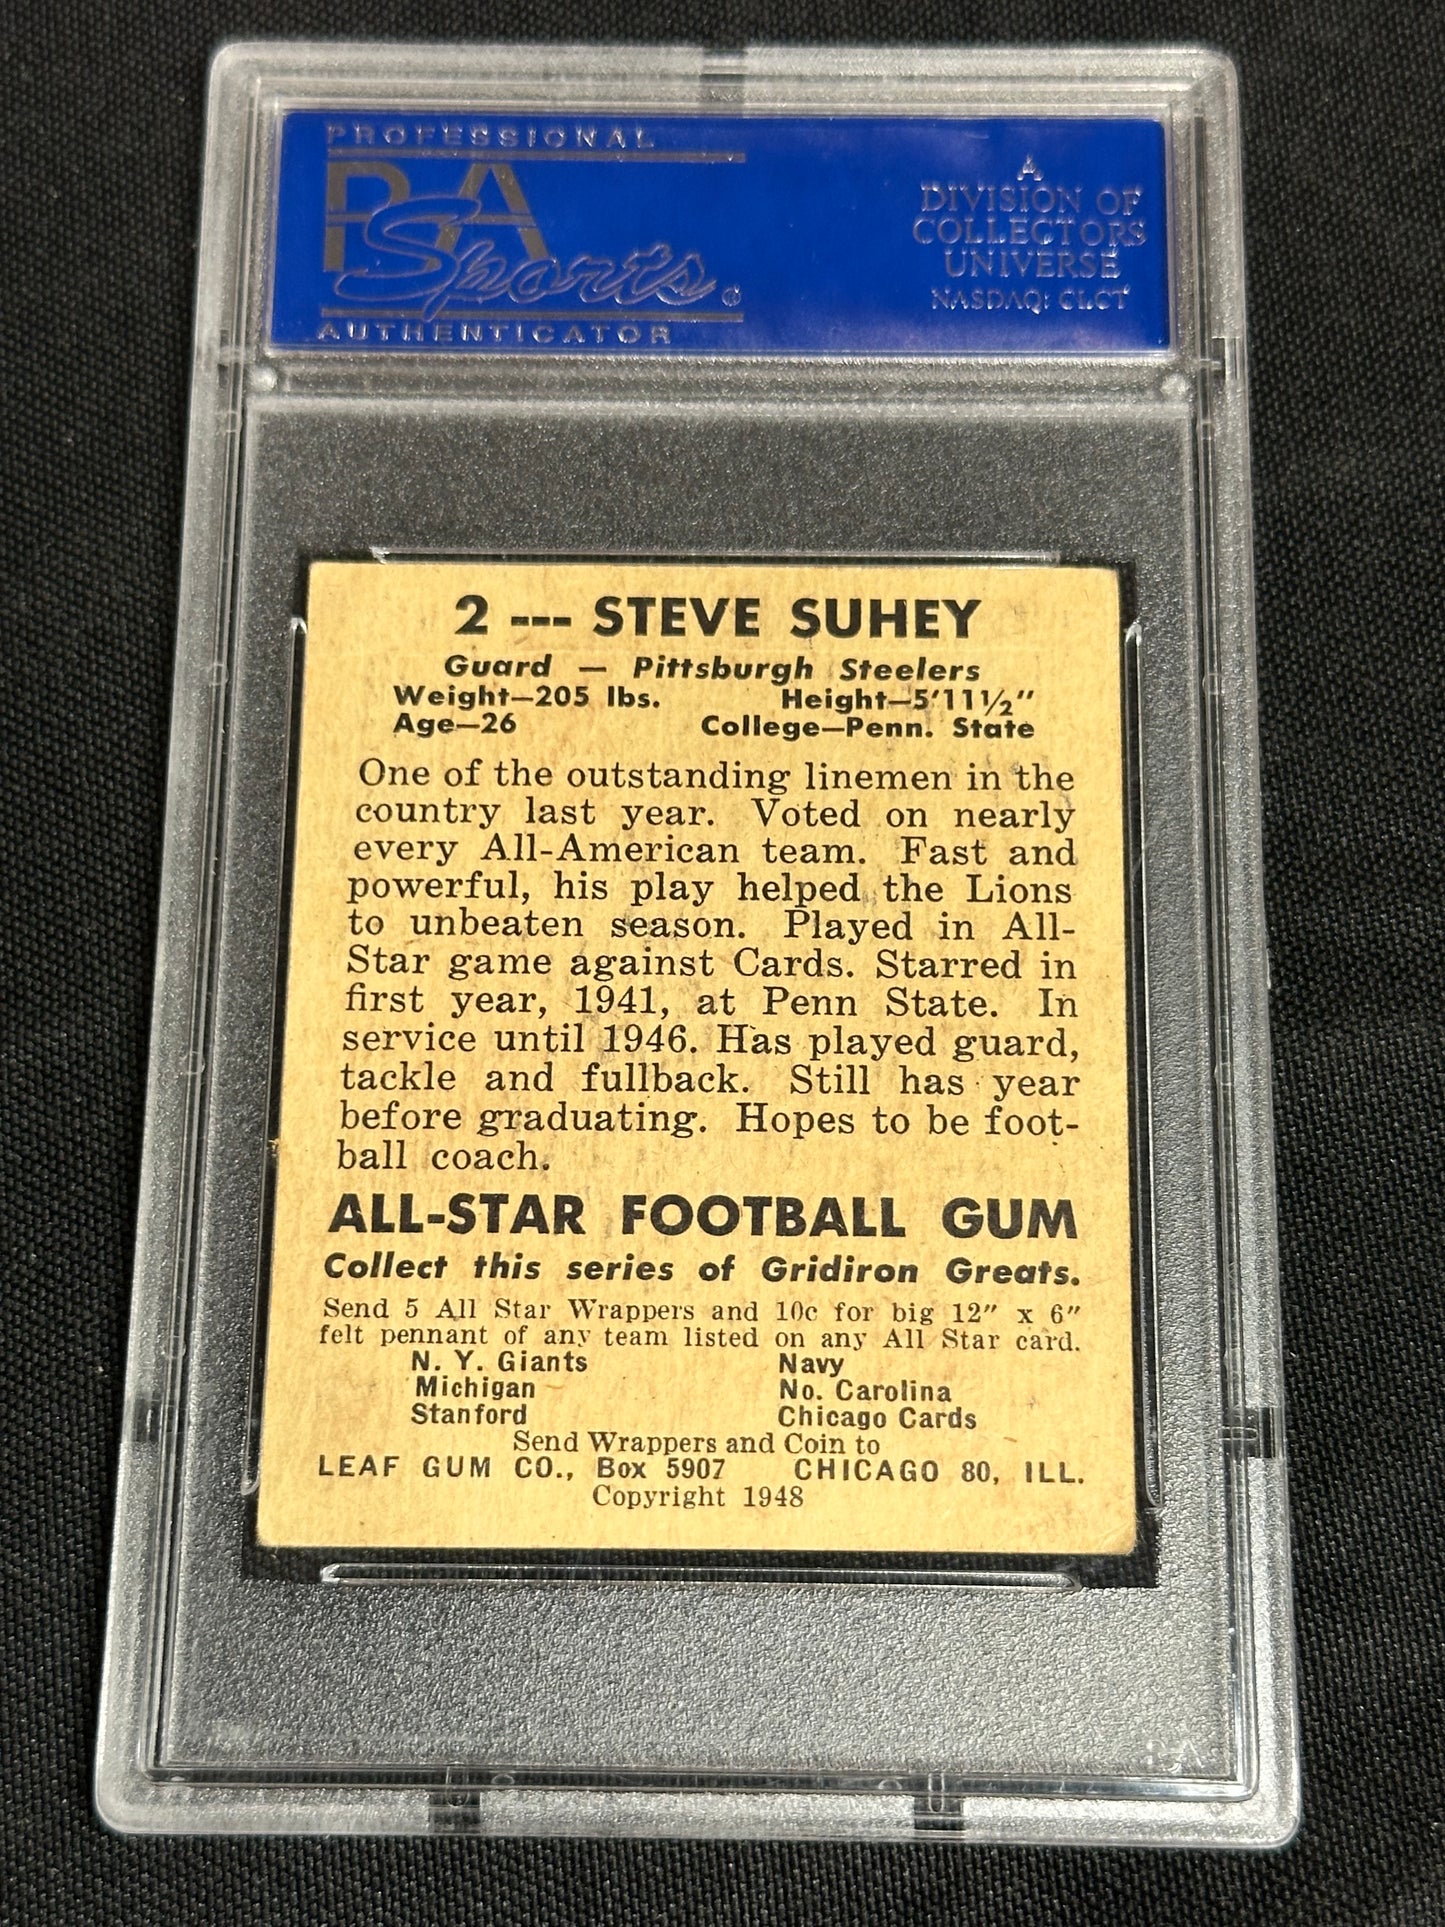 PROFESSIONAL
PSA
Sports
AUTHENTICATOR
A
DIVISION OF
COLLECTORS
UNIVERSE
NASDAQ: CLCT
2 --- STEVE SUHEY
Guard — Pittsburgh Steelers
Weight—205 lbs. Height—5'11½"
Age—26 College—Penn. State
One of the outstanding linemen in the
country last year. Voted on nearly
every All-American team. Fast and
powerful, his play helped the Lions
to unbeaten season. Played in All-
Star game against Cards. Starred in
first year, 1941, at Penn State. In
service until 1946. Has played guard,
tackle and fullback. Still has year
before graduating. Hopes to be foot-
ball coach.
ALL-STAR FOOTBALL GUM
Collect this series of Gridiron Greats.
Send 5 All Star Wrappers and 10c for big 12" x 6"
felt pennant of any team listed on any All Star card.
N. Y. Giants Navy
Michigan No. Carolina
Stanford Chicago Cards
Send Wrappers and Coin to
LEAF GUM CO., Box 5907 CHICAGO 80, ILL.
Copyright 1948